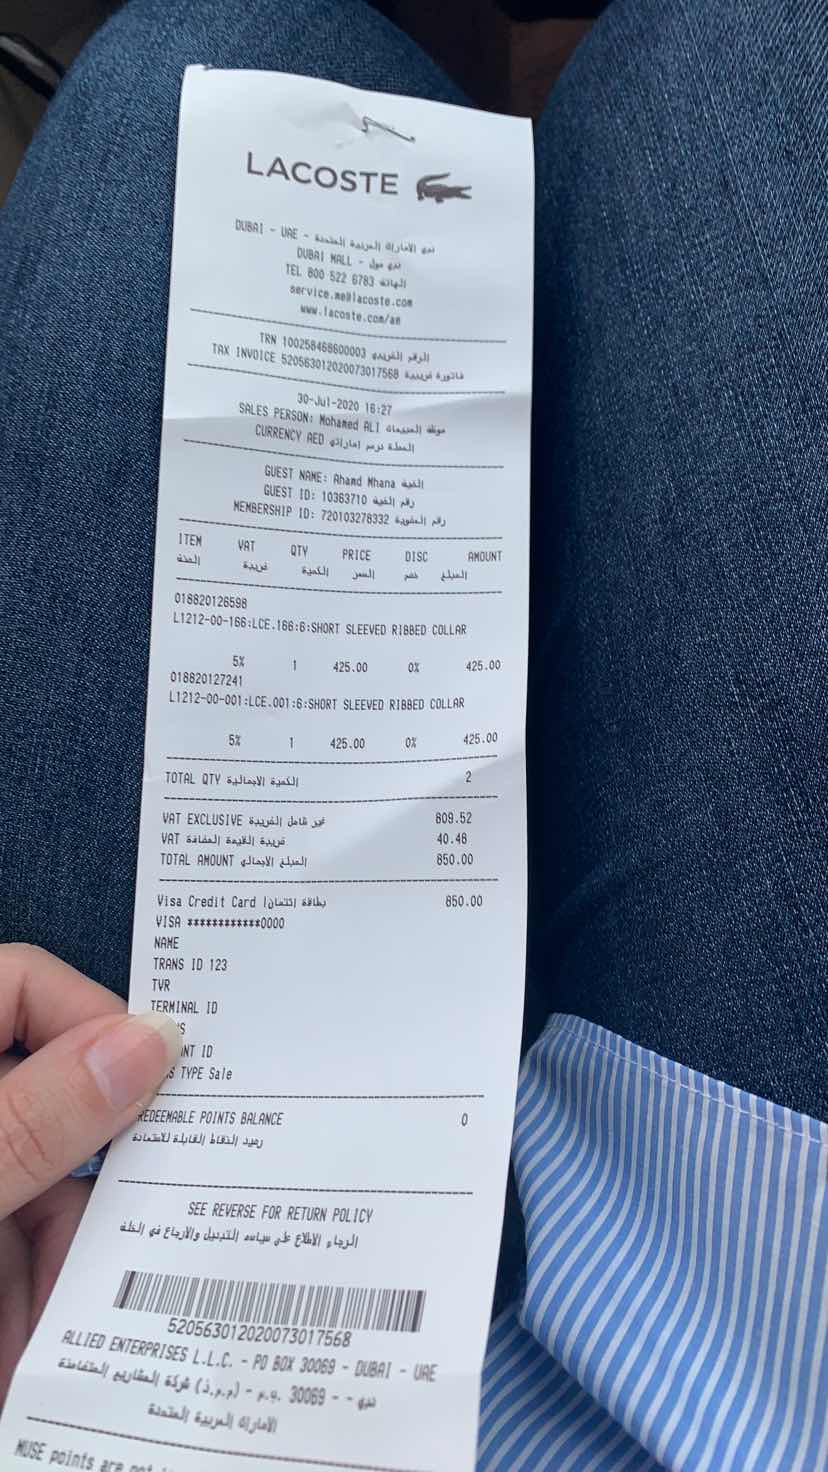 LACOSTE
DUBAI - UAE - دبي الامارات العربية المتحدة
DUBAI MALL - دبي مول
TEL 800 522 6783 الهاتف
service.me@lacoste.com
www.lacoste.com/ae
TRN 100258468600003 الرقم الضريبي
TAX INVOICE 520563012020073017568 فاتورة ضريبية
30-Jul-2020 16:27
SALES PERSON: Mohamed ALI موظف المبيعات
CURRENCY AED العملة درهم إماراتي
GUEST NAME: Ahamd Mhana الضيف
GUEST ID: 10363710 رقم الضيف
MEMBERSHIP ID: 720103278332 رقم العضوية
ITEM VAT QTY PRICE DISC AMOUNT
الصنف ضريبة الكمية السعر خصم المبلغ
018820126598
L1212-00-166:LCE.166:6:SHORT SLEEVED RIBBED COLLAR
5% 1 425.00 0% 425.00
018820127241
L1212-00-001:LCE.001:6:SHORT SLEEVED RIBBED COLLAR
5% 1 425.00 0% 425.00
TOTAL QTY الكمية الاجمالية 2
VAT EXCLUSIVE غير شامل الضريبة 809.52
VAT ضريبة القيمة المضافة 40.48
TOTAL AMOUNT المبلغ الاجمالي 850.00
Visa Credit Card بطاقة إئتمان 850.00
VISA ************0000
NAME
TRANS ID 123
TVR
TERMINAL ID
S
NT ID
S TYPE Sale
REDEEMABLE POINTS BALANCE 0
رصيد النقاط القابلة للاستعادة
SEE REVERSE FOR RETURN POLICY
الرجاء الاطلاع على سياسة التبديل والارجاع في الخلف
520563012020073017568
ALLIED ENTERPRISES L.L.C. - PO BOX 30069 - DUBAI - UAE
شركة المشاريع المتضامنة (ذ.م.م) - ص.ب. 30069 - - دبي
الامارات العربية المتحدة
MUSE points are not